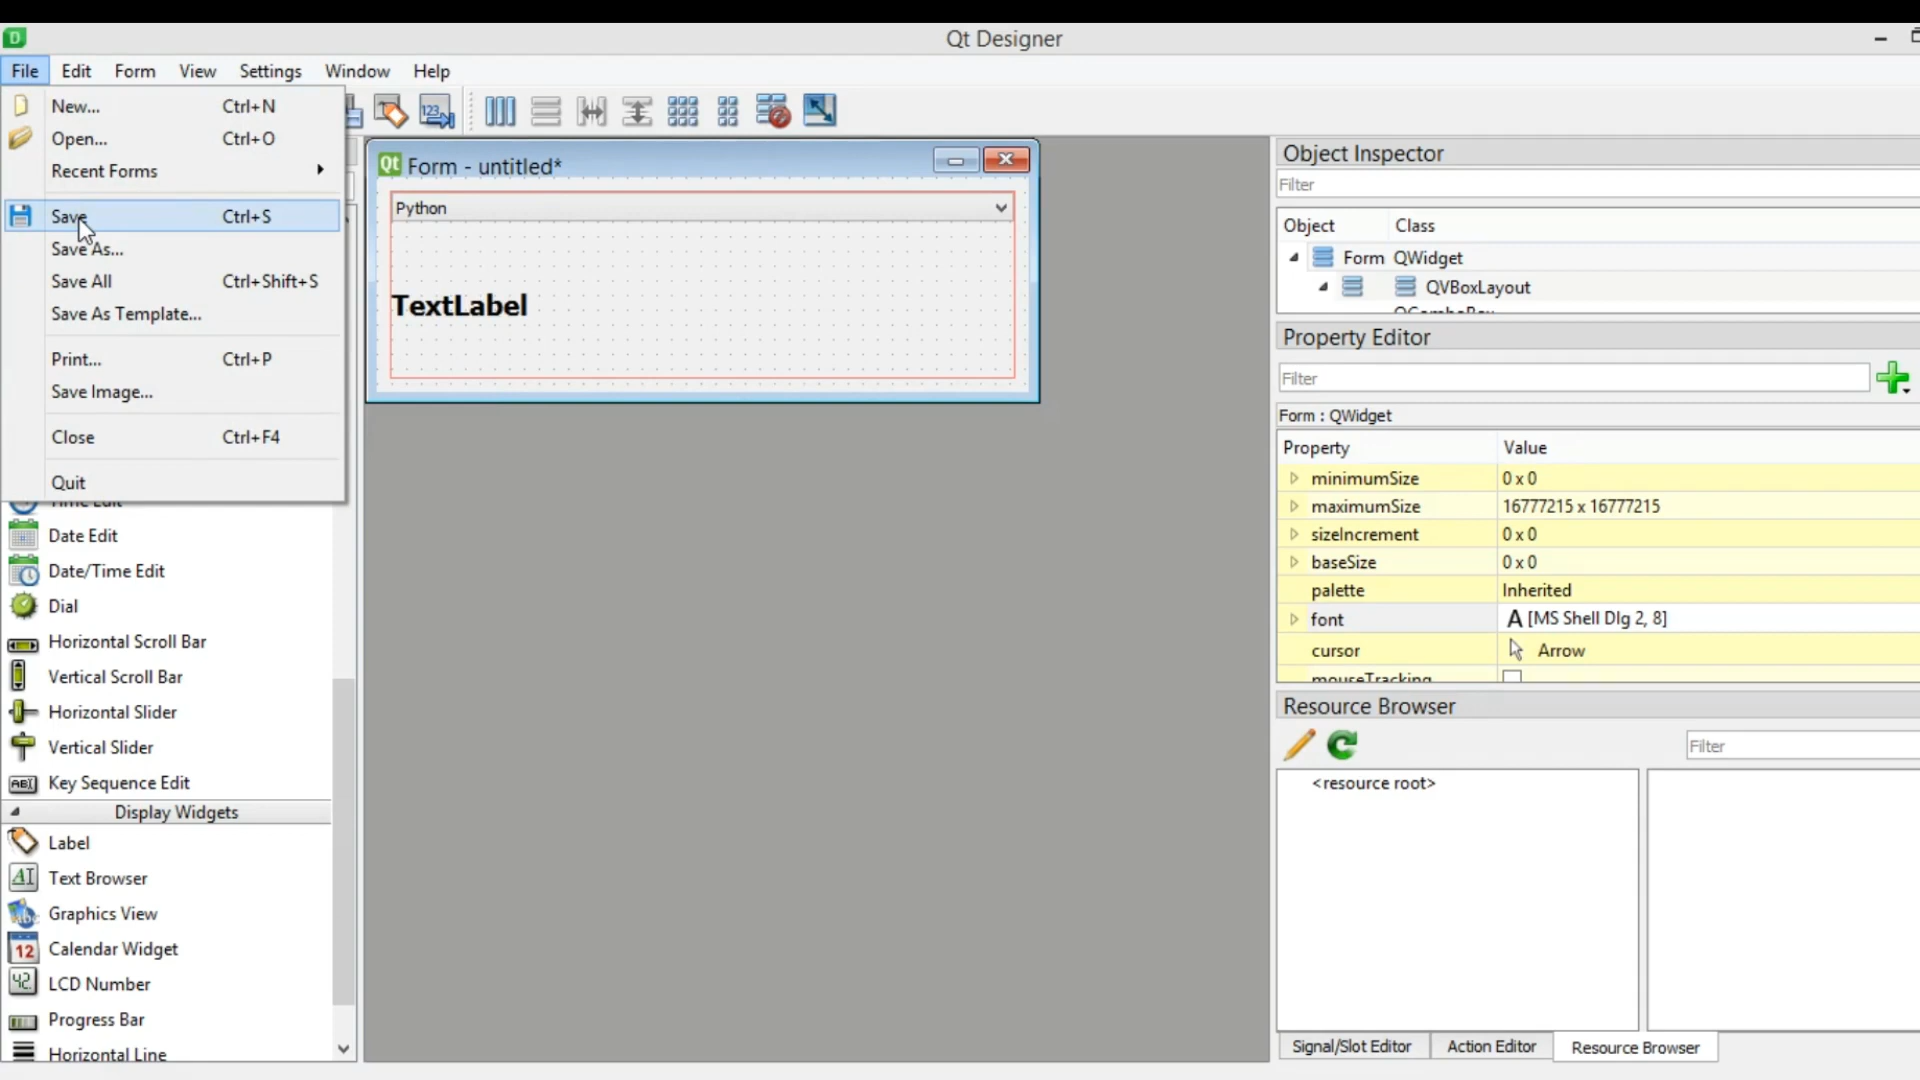 Qt Designer
File Edit Form View Settings Window Help
New... Ctrl+N
Open... Ctrl+O
Recent Forms
Save Ctrl+S
Save As...
Save All Ctrl+Shift+S
Save As Template...
Print... Ctrl+P
Save Image...
Close Ctrl+F4
Quit
Date Edit
Date/Time Edit
Dial
Horizontal Scroll Bar
Vertical Scroll Bar
Horizontal Slider
Vertical Slider
Key Sequence Edit
Display Widgets
Label
Text Browser
Graphics View
Calendar Widget
LCD Number
Progress Bar
Horizontal Line
Form - untitled*
Python
TextLabel
Object Inspector
Filter
Object Class
Form QWidget
QVBoxLayout
Property Editor
Filter
Form : QWidget
Property Value
minimumSize 0 x 0
maximumSize 16777215 x 16777215
sizeIncrement 0 x 0
baseSize 0 x 0
palette Inherited
font A [MS Shell Dlg 2, 8]
cursor Arrow
mouseTracking
Resource Browser
Filter
<resource root>
Signal/Slot Editor Action Editor Resource Browser